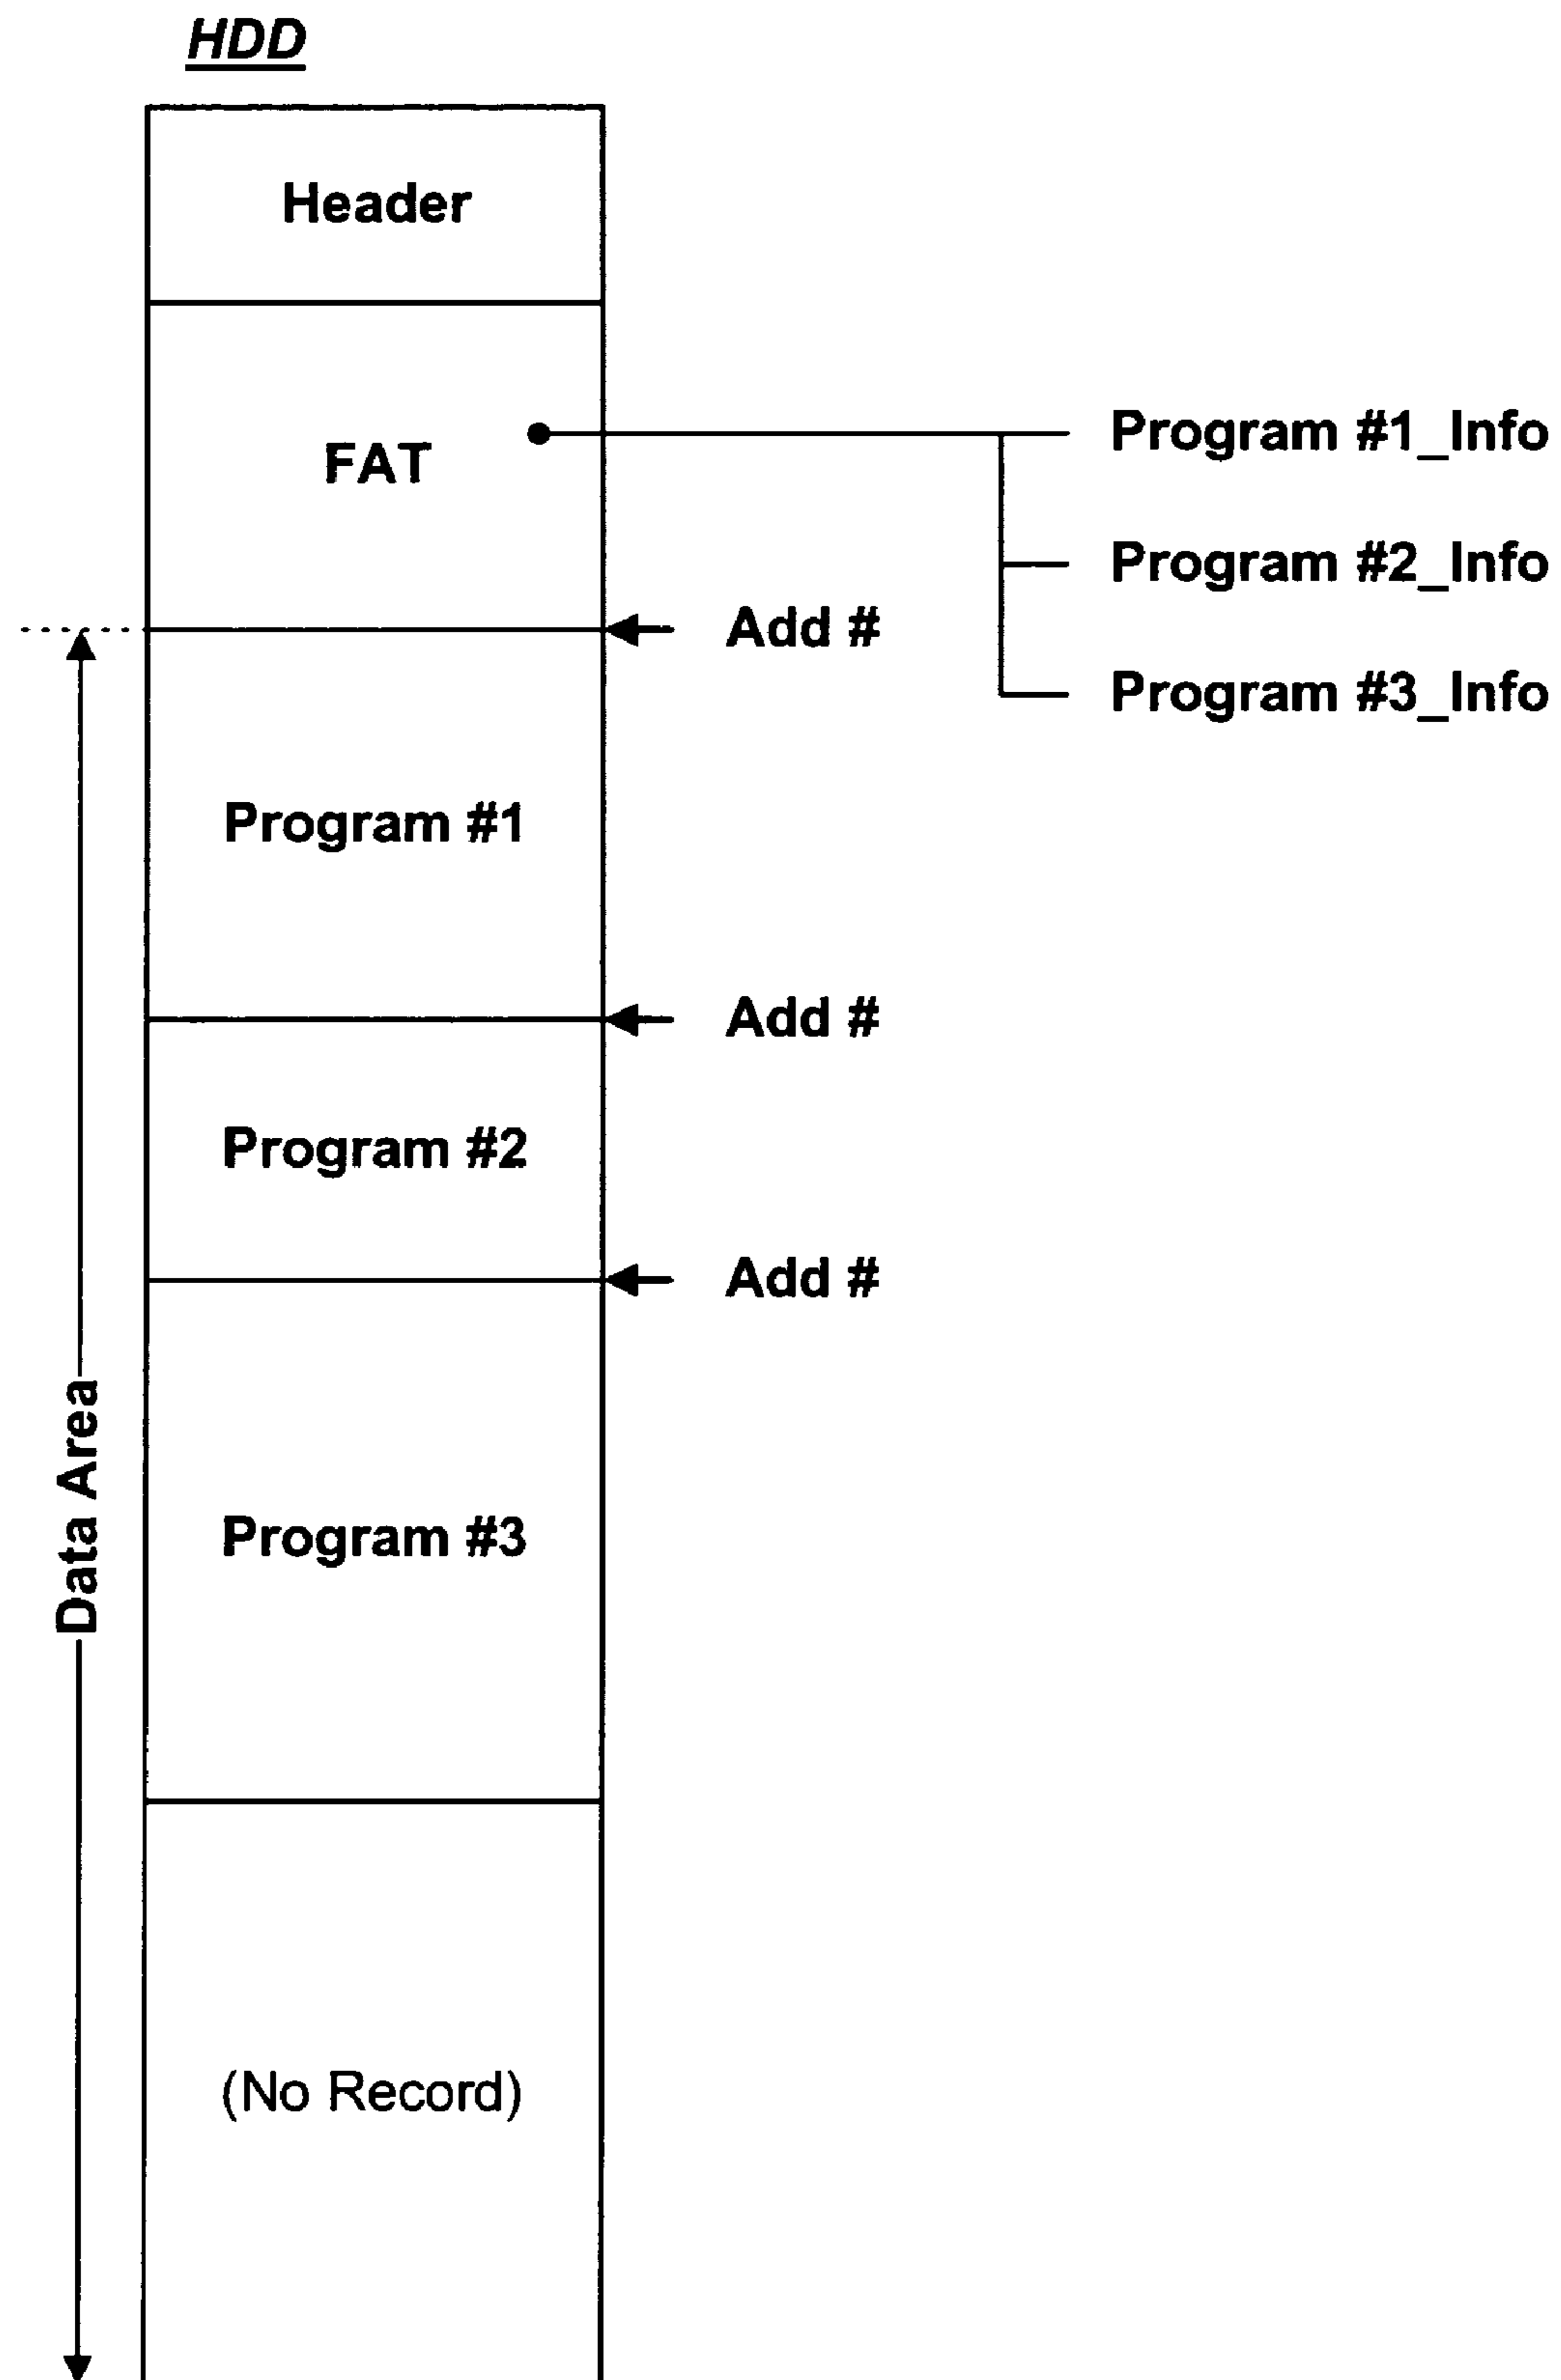 HDD
Header
FAT
Program #1_Info
Program #2_Info
Add #
Program #3_Info
Program #1
Add #
Program #2
Add #
Data Area
Program #3
(No Record)